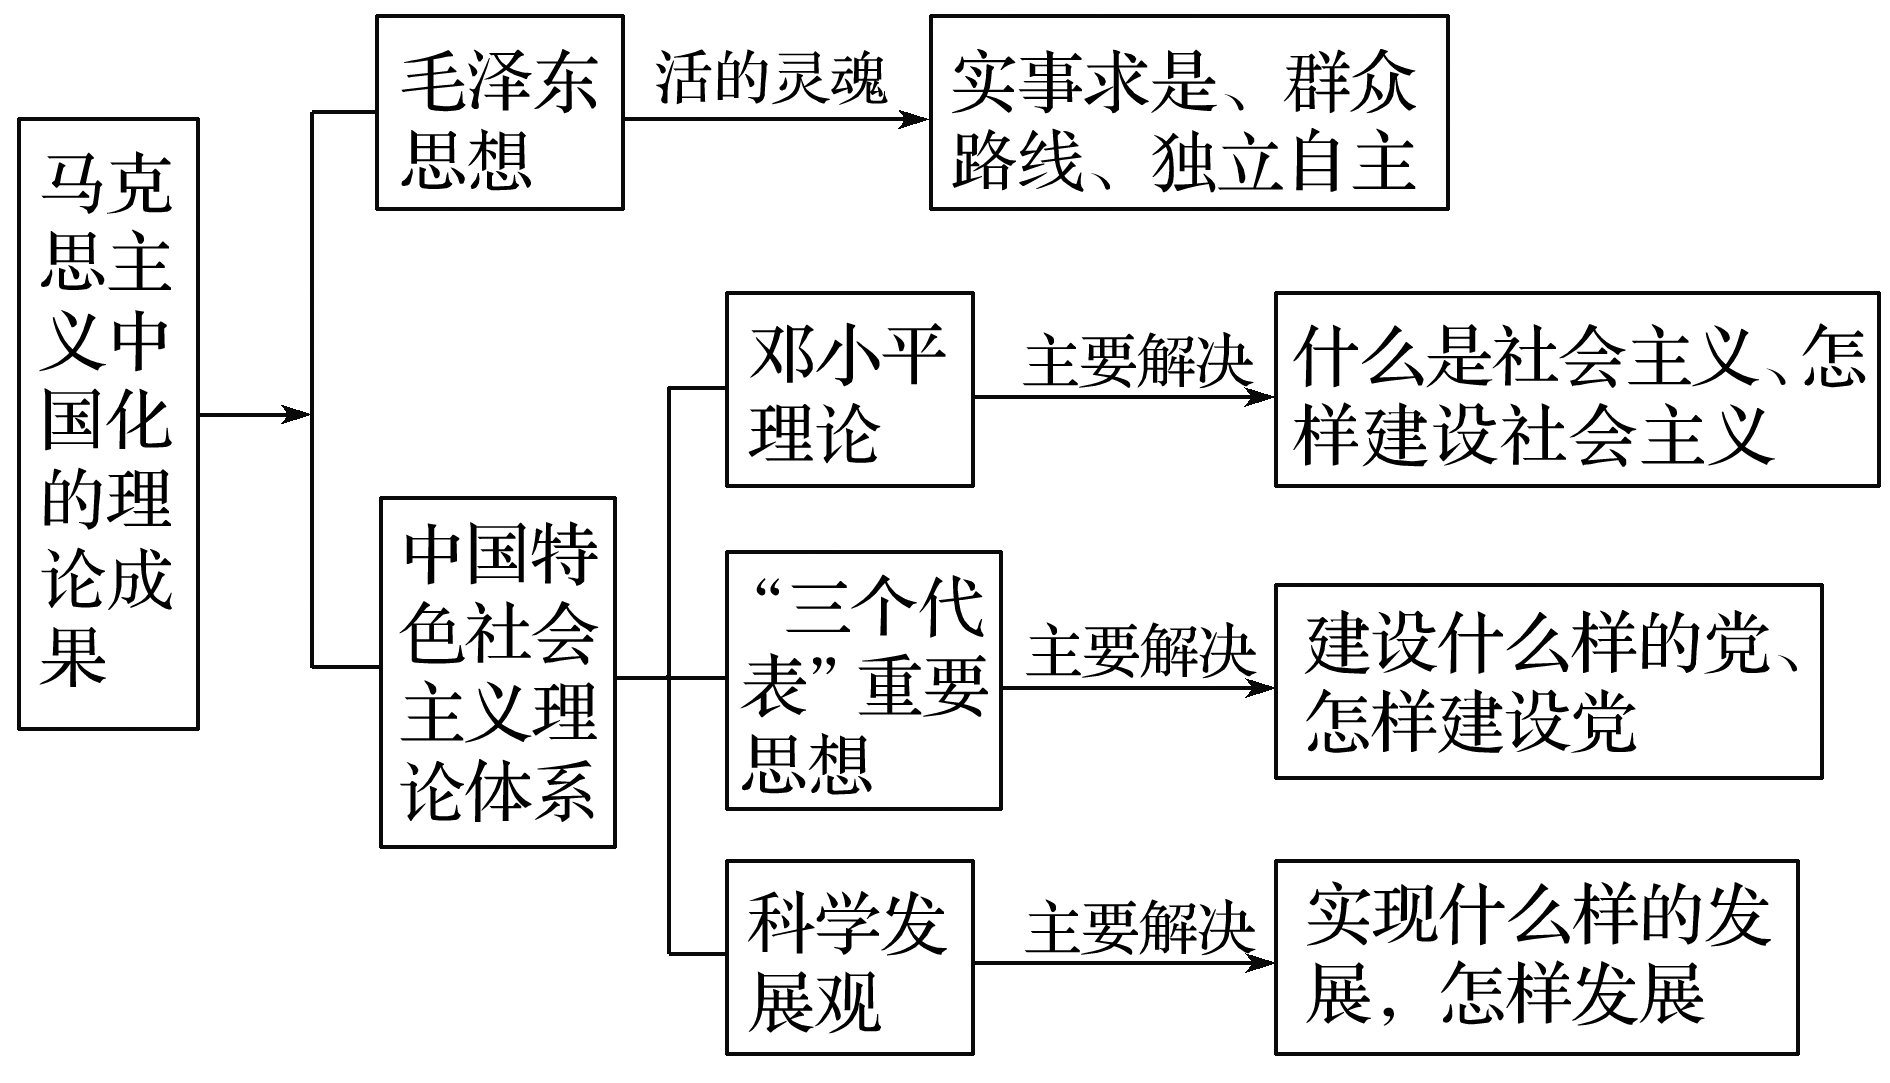 马克
思主
义中
国化
的理
论成
果
毛泽东
思想
活的灵魂
实事求是、群众
路线、独立自主
中国特
色社会
主义理
论体系
邓小平
理论
主要解决
什么是社会主义、怎
样建设社会主义
“三个代
表”重要
思想
主要解决
建设什么样的党、
怎样建设党
科学发
展观
主要解决
实现什么样的发
展，怎样发展